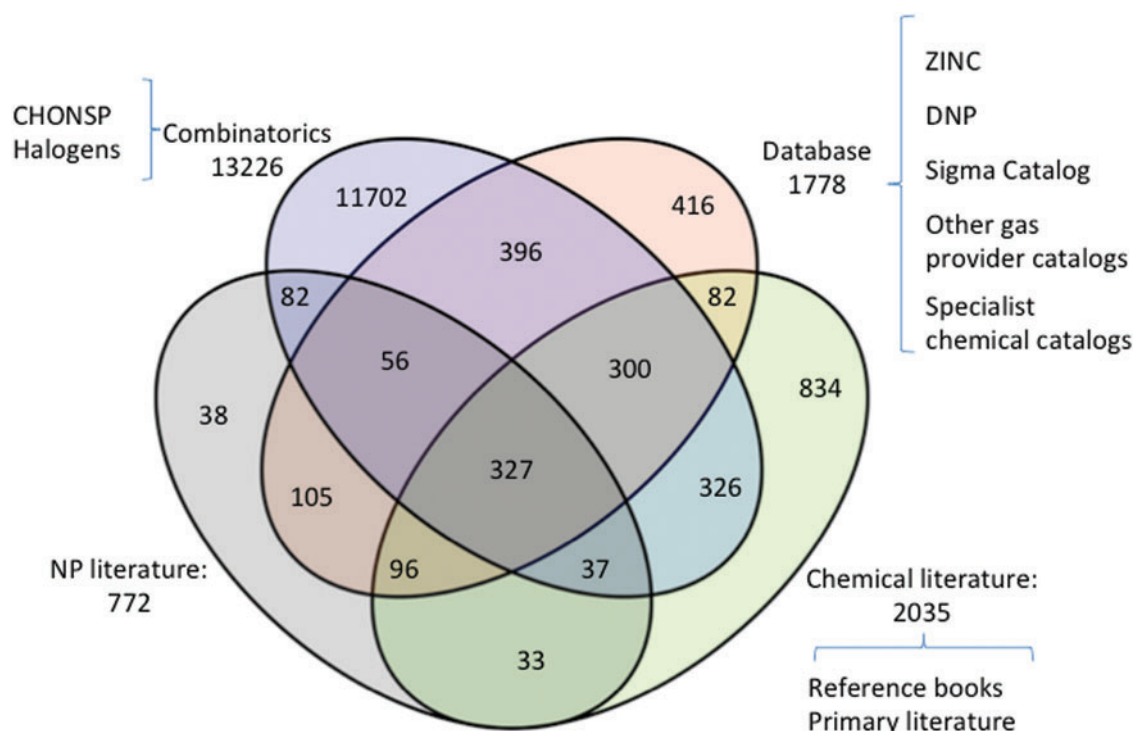 CHONSP
Halogens
Combinatorics
13226
Database
1778
ZINC
DNP
Sigma Catalog
Other gas
provider catalogs
Specialist
chemical catalogs
11702
396
416
82
56
300
82
38
834
105
327
326
96
37
33
NP literature:
772
Chemical literature:
2035
Reference books
Primary literature